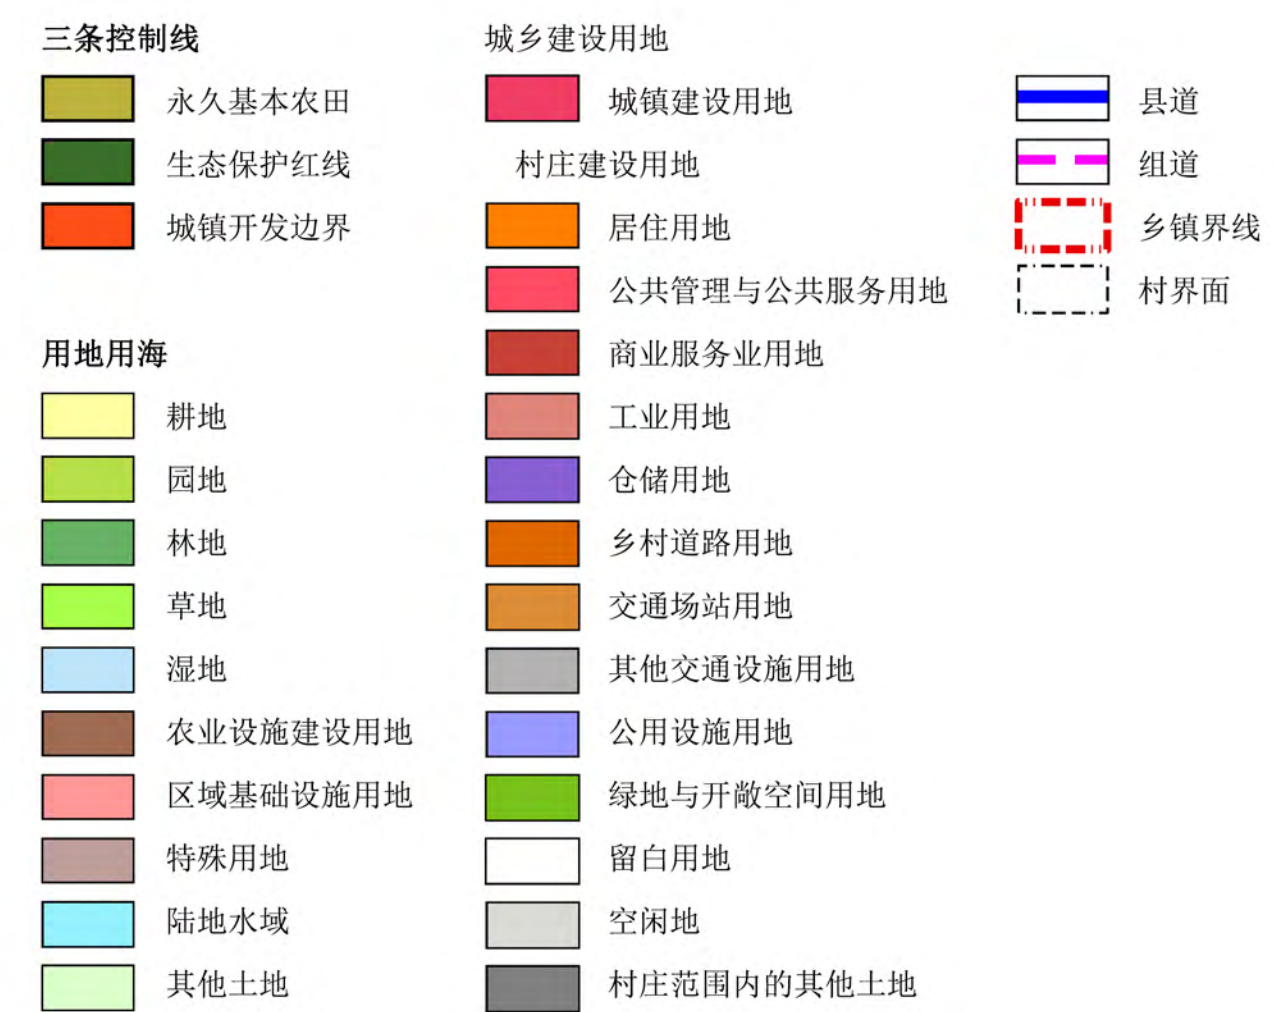 三条控制线
永久基本农田
生态保护红线
城镇开发边界
用地用海
耕地
园地
林地
草地
湿地
农业设施建设用地
区域基础设施用地
特殊用地
陆地水域
其他土地
城乡建设用地
城镇建设用地
村庄建设用地
居住用地
公共管理与公共服务用地
商业服务业用地
工业用地
仓储用地
乡村道路用地
交通场站用地
其他交通设施用地
公用设施用地
绿地与开敞空间用地
留白用地
空闲地
村庄范围内的其他土地
县道
组道
乡镇界线
村界面